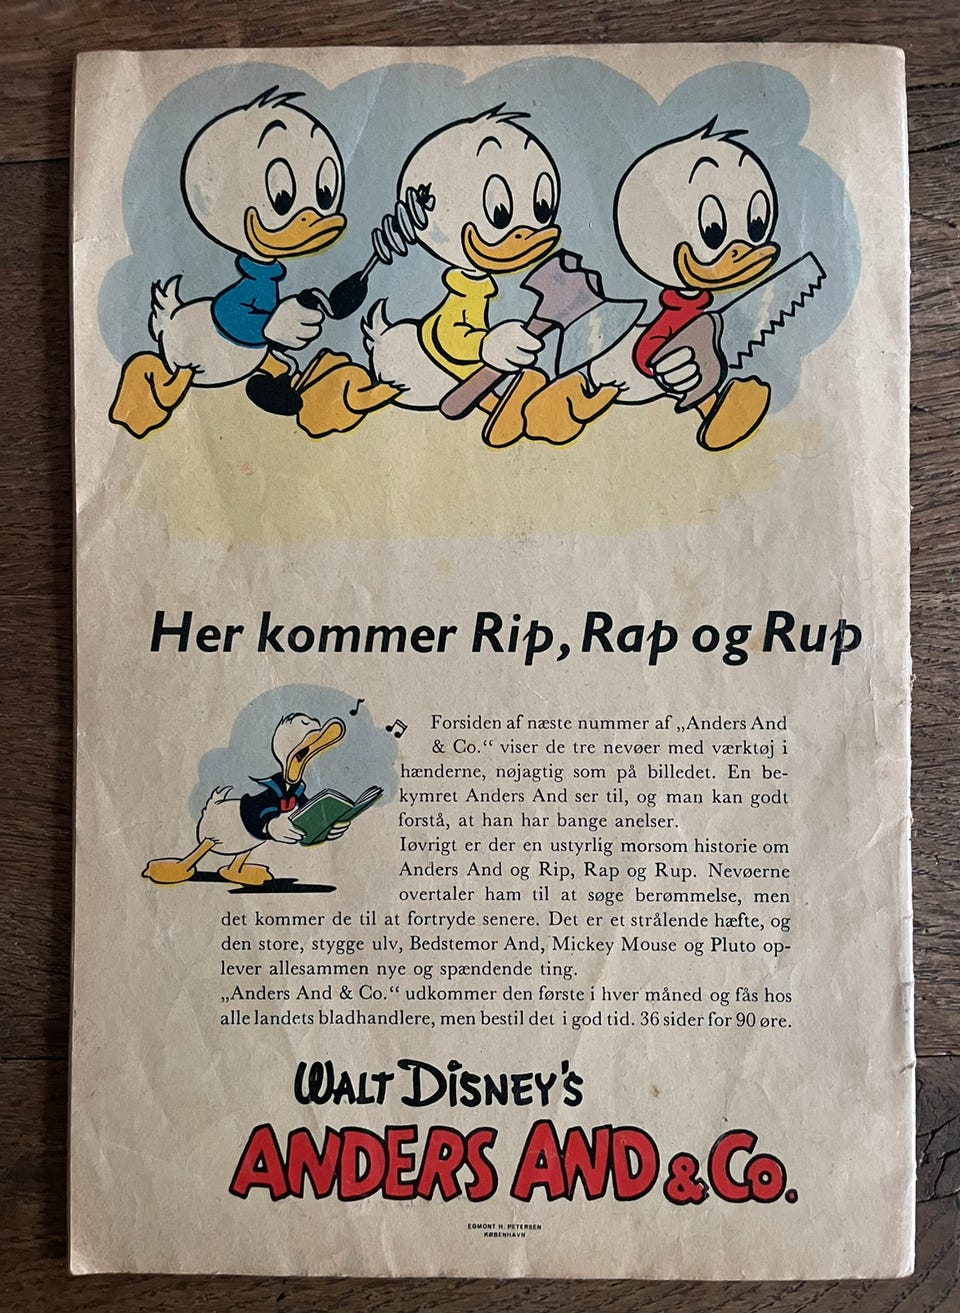 Her kommer Rip, Rap og Rup
Forsiden af næste nummer af „Anders And
& Co.“ viser de tre nevøer med værktøj i
hænderne, nøjagtig som på billedet. En be-
kymret Anders And ser til, og man kan godt
forstå, at han har bange anelser.
Iøvrigt er der en ustyrlig morsom historie om
Anders And og Rip, Rap og Rup. Nevøerne
overtaler ham til at søge berømmelse, men
det kommer de til at fortryde senere. Det er et strålende hæfte, og
den store, stygge ulv, Bedstemor And, Mickey Mouse og Pluto op-
lever allesammen nye og spændende ting.
„Anders And & Co.“ udkommer den første i hver måned og fås hos
alle landets bladhandlere, men bestil det i god tid. 36 sider for 90 øre.
WALT DISNEY'S
ANDERS AND & Co.
EGMONT H. PETERSEN
KØBENHAVN